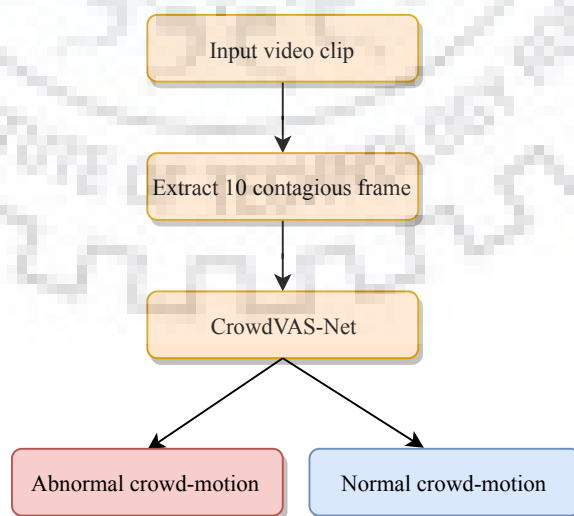 Input video clip
Extract 10 contagious frame
CrowdVAS-Net
Abnormal crowd-motion
Normal crowd-motion